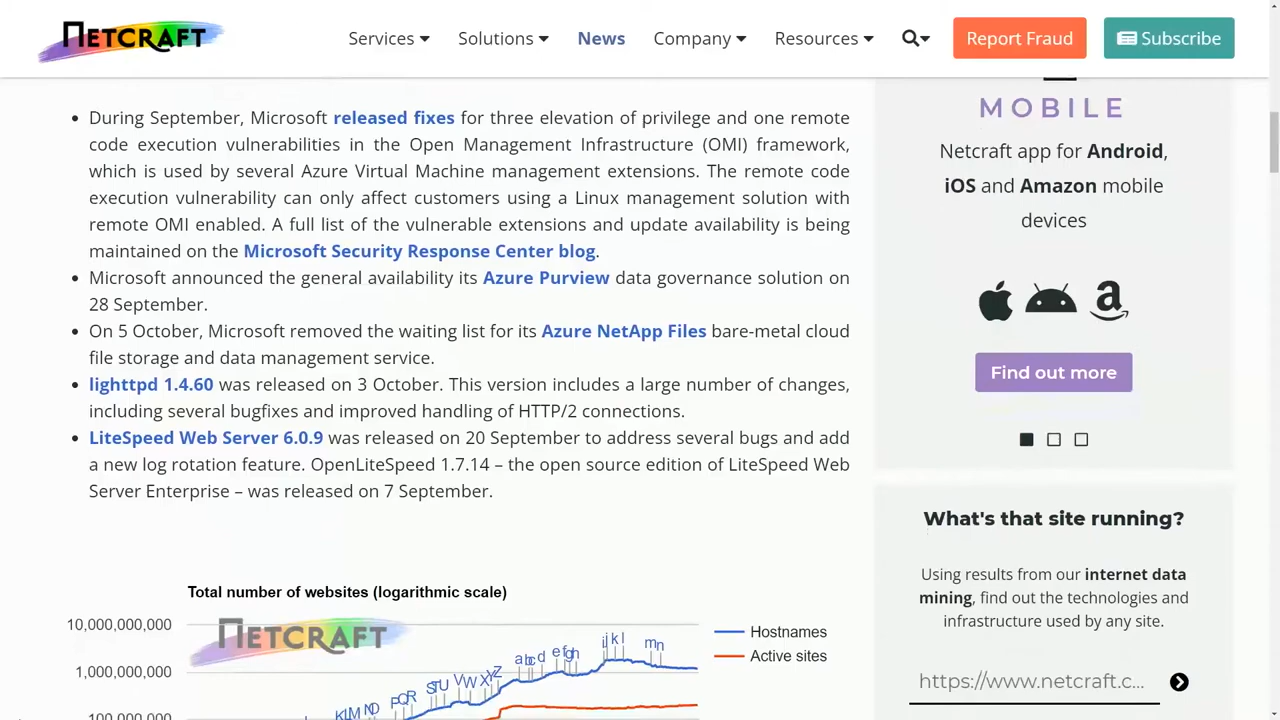 NETCRAFT
Services
Solutions
News
Company
Resources
Report Fraud
Subscribe
During September, Microsoft released fixes for three elevation of privilege and one remote
code execution vulnerabilities in the Open Management Infrastructure (OMI) framework,
which is used by several Azure Virtual Machine management extensions. The remote code
execution vulnerability can only affect customers using a Linux management solution with
remote OMI enabled. A full list of the vulnerable extensions and update availability is being
maintained on the Microsoft Security Response Center blog.
Microsoft announced the general availability its Azure Purview data governance solution on
28 September.
On 5 October, Microsoft removed the waiting list for its Azure NetApp Files bare-metal cloud
file storage and data management service.
lighttpd 1.4.60 was released on 3 October. This version includes a large number of changes,
including several bugfixes and improved handling of HTTP/2 connections.
LiteSpeed Web Server 6.0.9 was released on 20 September to address several bugs and add
a new log rotation feature. OpenLiteSpeed 1.7.14 – the open source edition of LiteSpeed Web
Server Enterprise – was released on 7 September.
Total number of websites (logarithmic scale)
10,000,000,000
NETCRAFT
1,000,000,000
100,000,000
Hostnames
Active sites
MOBILE
Netcraft app for Android,
iOS and Amazon mobile
devices
Find out more
What's that site running?
Using results from our internet data
mining, find out the technologies and
infrastructure used by any site.
https://www.netcraft.c...